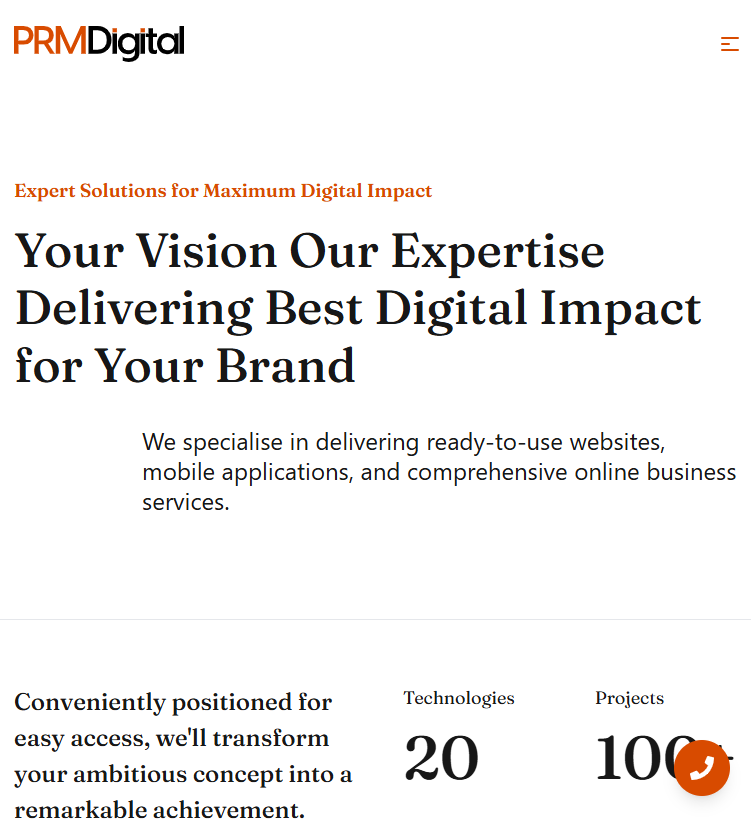 PRMDigital
Expert Solutions for Maximum Digital Impact
Your Vision Our Expertise
Delivering Best Digital Impact
for Your Brand
We specialise in delivering ready-to-use websites,
mobile applications, and comprehensive online business
services.
Conveniently positioned for
easy access, we'll transform
your ambitious concept into a
remarkable achievement.
Technologies
20
Projects
100+